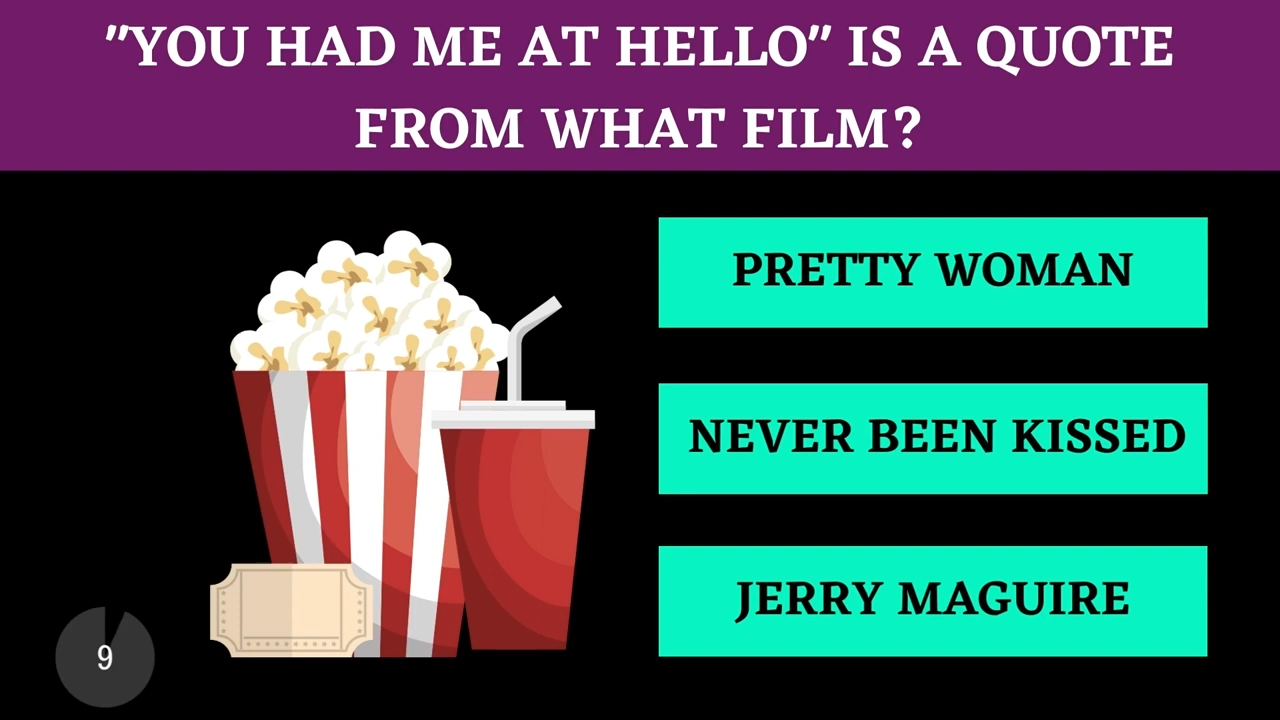 "YOU HAD ME AT HELLO" IS A QUOTE
FROM WHAT FILM?
PRETTY WOMAN
NEVER BEEN KISSED
JERRY MAGUIRE
9